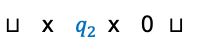 ⊔ x q₂ x 0 ⊔